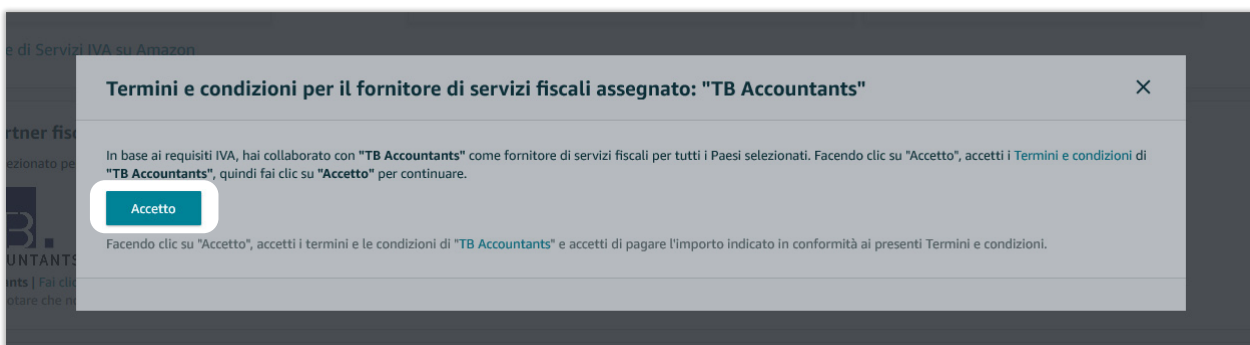 e di Servizi IVA su Amazon
Termini e condizioni per il fornitore di servizi fiscali assegnato: "TB Accountants"
rtner fisc
In base ai requisiti IVA, hai collaborato con "TB Accountants" come fornitore di servizi fiscali per tutti i Paesi selezionati. Facendo clic su "Accetto", accetti i Termini e condizioni di
ezionato pe
"TB Accountants", quindi fai clic su "Accetto" per continuare.
Accetto
B.
Facendo clic su "Accetto", accetti i termini e le condizioni di "TB Accountants" e accetti di pagare l'importo indicato in conformità ai presenti Termini e condizioni.
UNTANTS
ants | Fai clic
otare che no